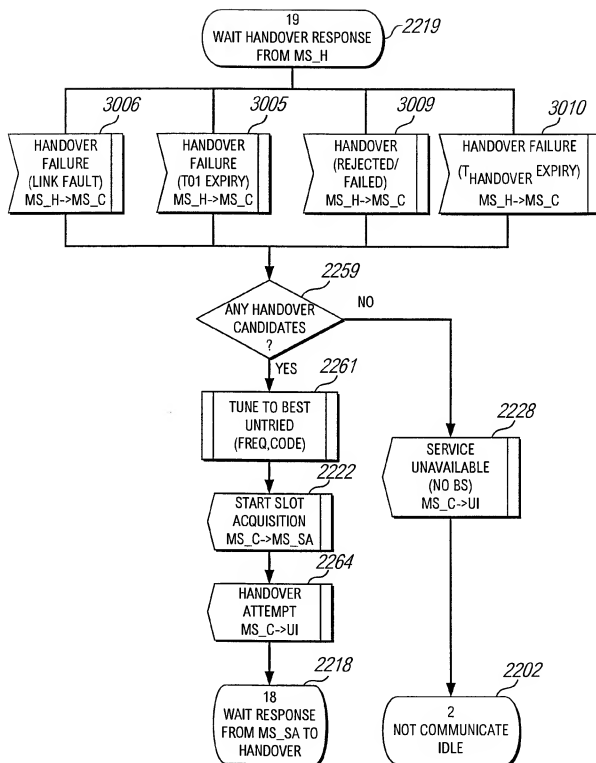 19
WAIT HANDOVER RESPONSE
FROM MS_H
2219
3006
HANDOVER
FAILURE
(LINK FAULT)
MS_H->MS_C
3005
HANDOVER
FAILURE
(T01 EXPIRY)
MS_H->MS_C
3009
HANDOVER
(REJECTED/
FAILED)
MS_H->MS_C
3010
HANDOVER FAILURE
(THANDOVER EXPIRY)
MS_H->MS_C
2259
ANY HANDOVER
CANDIDATES
?
NO
YES
2261
TUNE TO BEST
UNTRIED
(FREQ,CODE)
2228
SERVICE
UNAVAILABLE
(NO BS)
MS_C->UI
2222
START SLOT
ACQUISITION
MS_C->MS_SA
2264
HANDOVER
ATTEMPT
MS_C->UI
2218
18
WAIT RESPONSE
FROM MS_SA TO
HANDOVER
2202
2
NOT COMMUNICATE
IDLE